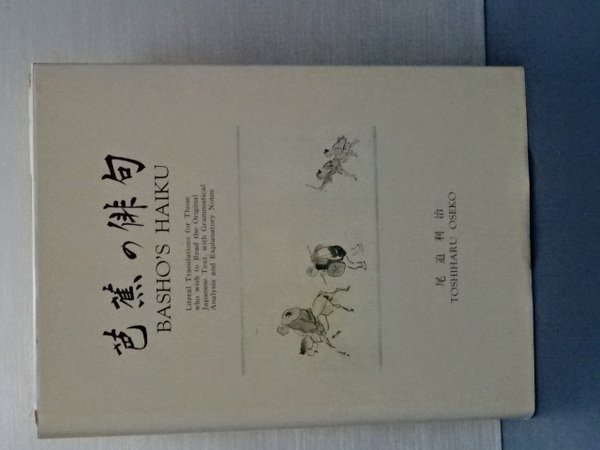 芭蕉の俳句
BASHO'S HAIKU
Literal Translations for Those
who wish to Read the Original
Japanese Text, with Grammatical
Analysis and Explanatory Notes
尾迫利治
TOSHIHARU OSEKO